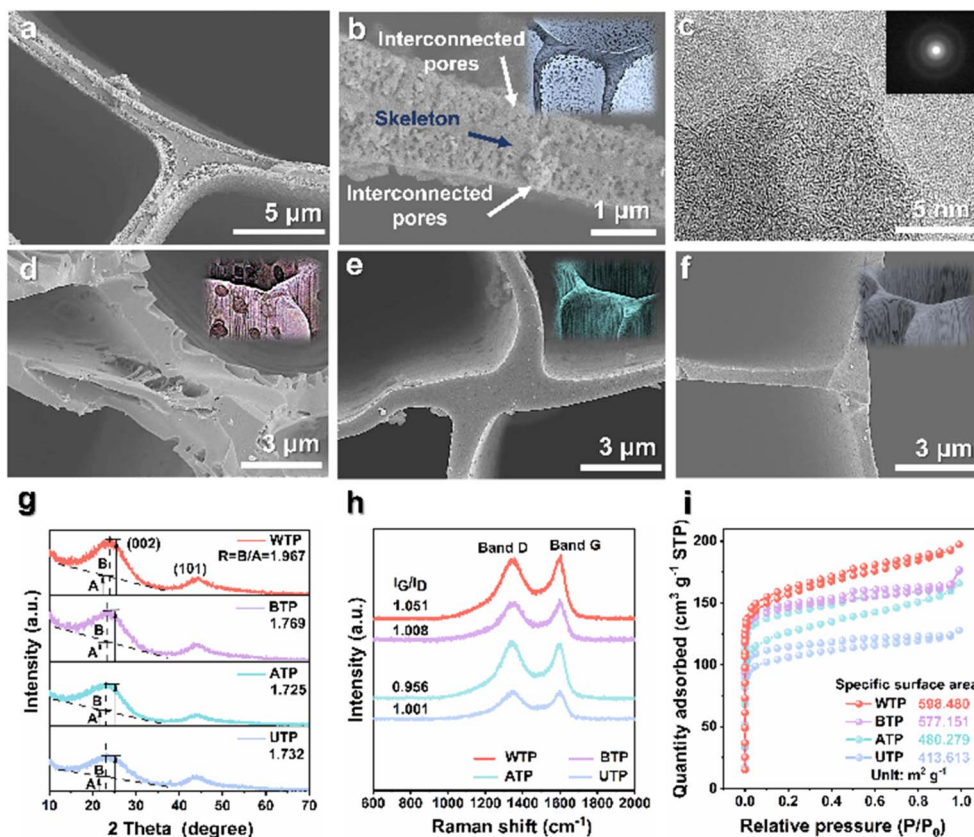 a
5 μm
b
Interconnected
pores
Skeleton
Interconnected
pores
1 μm
c
5 nm
d
3 μm
e
3 μm
f
3 μm
g
Intensity (a.u.)
(002)
WTP
R=B/A=1.967
(101)
B
A
BTP
1.769
B
A
ATP
1.725
B
A
UTP
1.732
B
A
10 20 30 40 50 60 70
2 Theta (degree)
h
Intensity (a.u.)
Band D
Band G
IG/ID
1.051
1.008
0.956
1.001
WTP
BTP
ATP
UTP
600 800 1000 1200 1400 1600 1800 2000
Raman shift (cm⁻¹)
i
Quantity adsorbed (cm³ g⁻¹ STP)
200
150
100
50
0
Specific surface area
WTP 598.480
BTP 577.151
ATP 480.279
UTP 413.613
Unit: m² g⁻¹
0.0 0.2 0.4 0.6 0.8 1.0
Relative pressure (P/P₀)